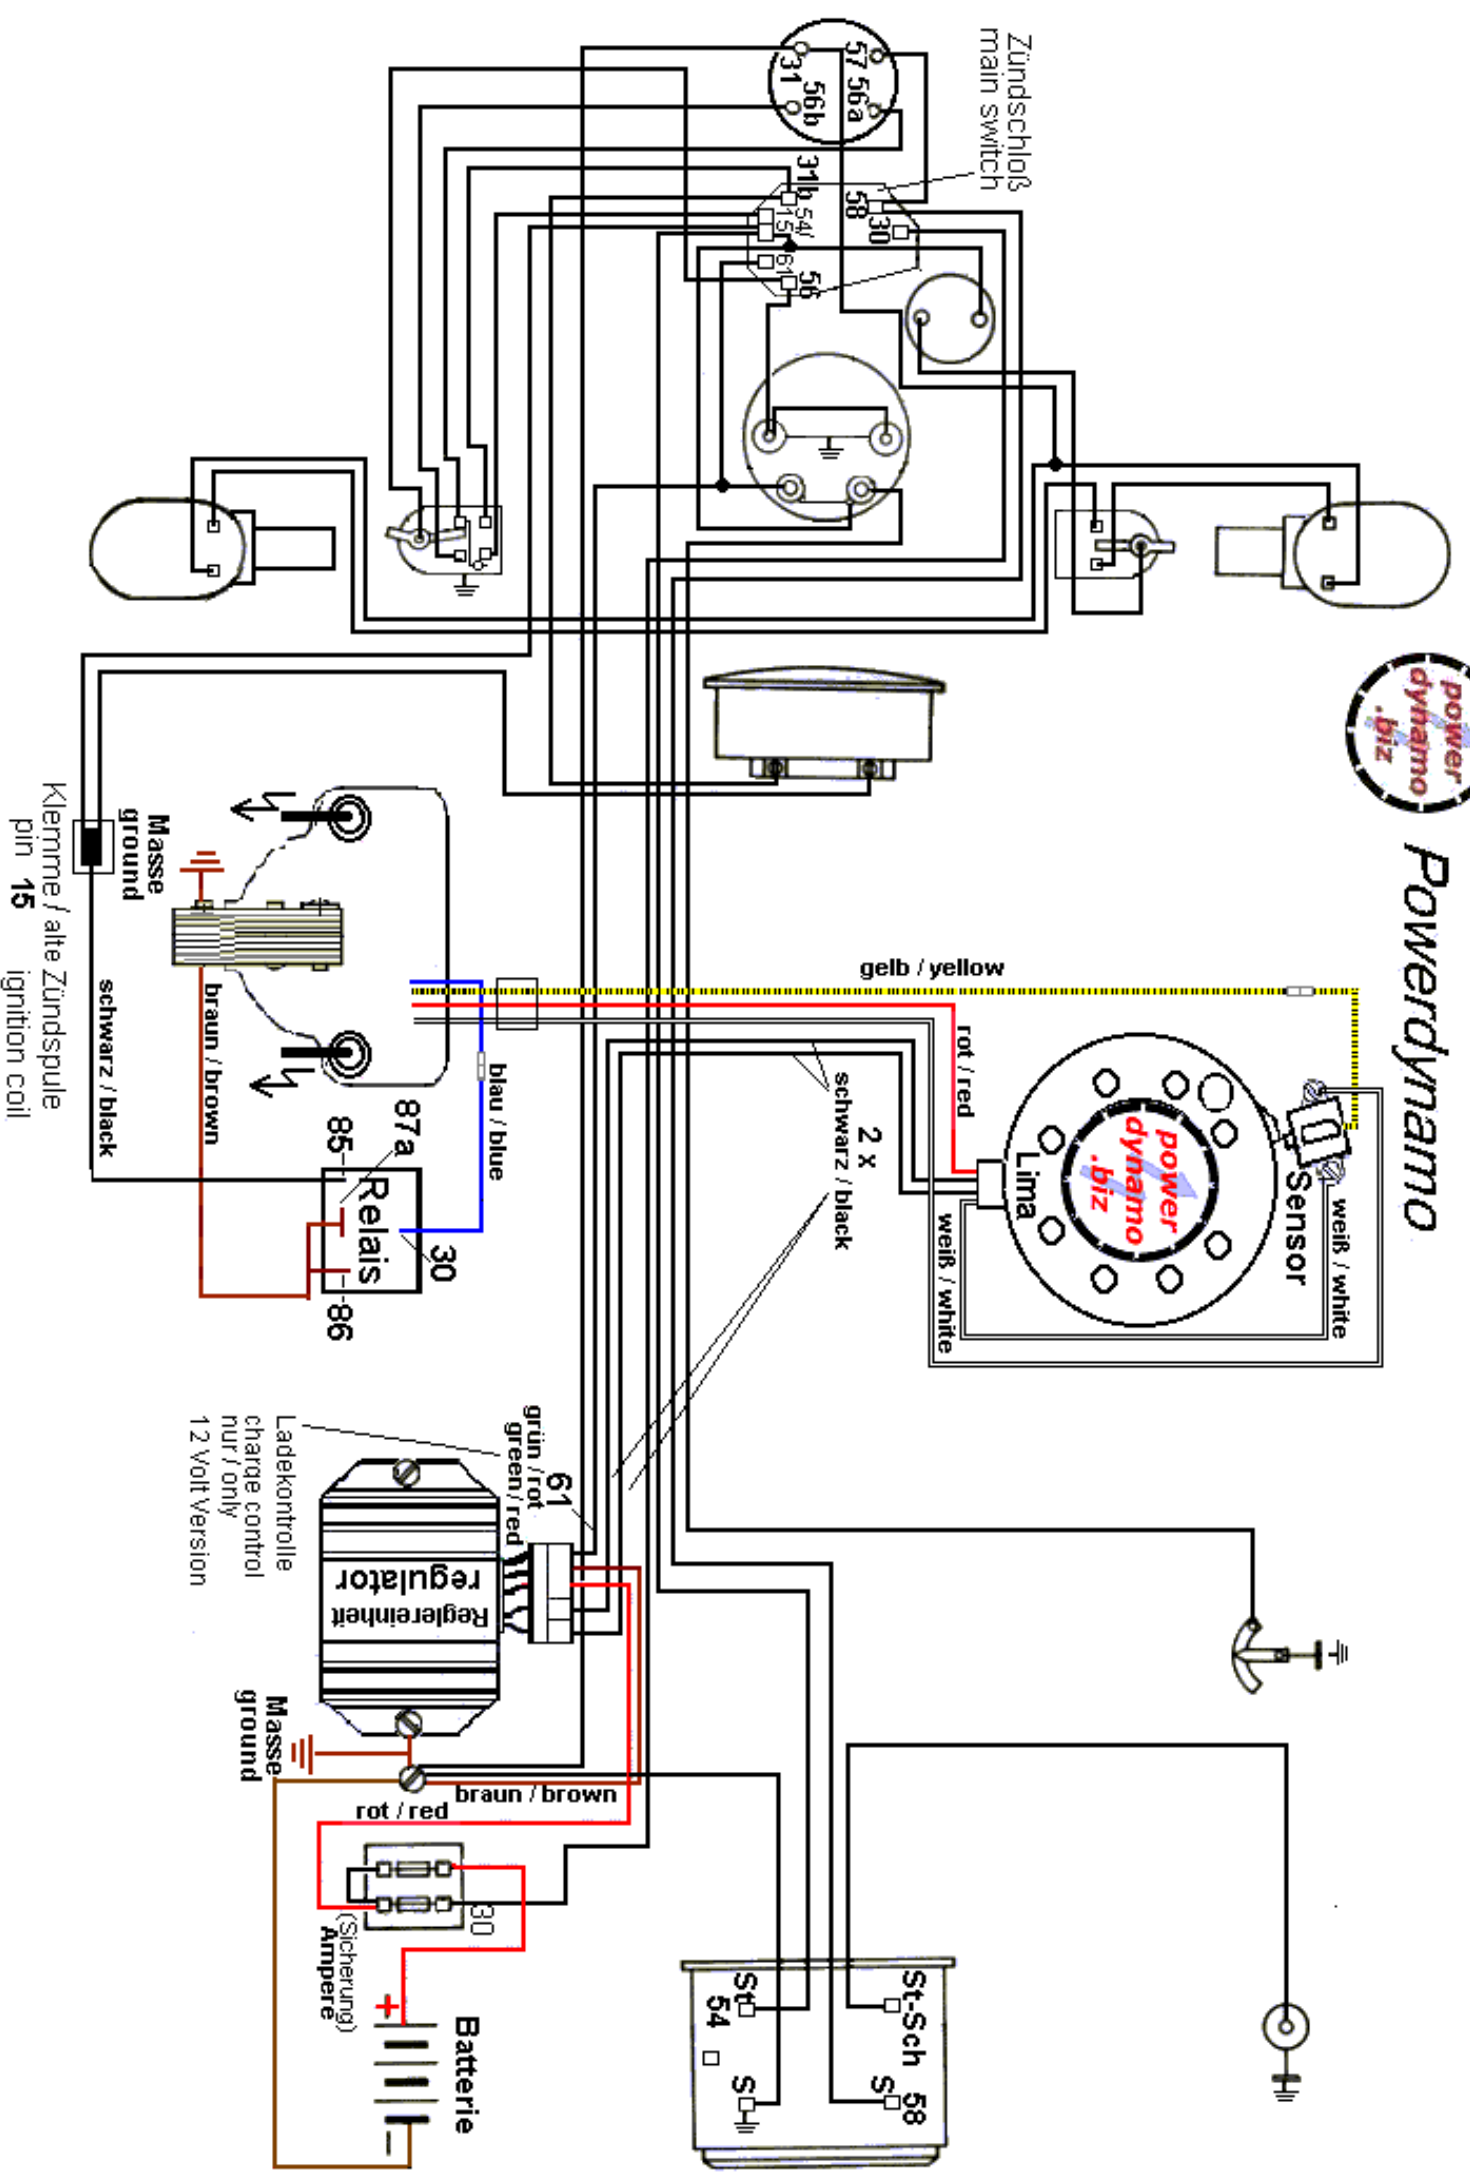 Zündschloß
main switch
57
56a
31
56b
31b
54/
15
58
30
61
56
power
dynamo
.biz
Powerdynamo
gelb / yellow
rot / red
2 x
schwarz / black
weiß / white
weiß / white
Sensor
Lima
power
dynamo
.biz
Masse
ground
Klemme / alte Zündspule
pin 15 ignition coil
schwarz / black
braun / brown
blau / blue
87a
85
Relais
30
86
Ladekontrolle
charge control
nur / only
12 Volt Version
grün / rot
green / red
61
regulator
Reglereinheit
Masse
ground
braun / brown
rot / red
30
(Sicherung)
Ampere
+
Batterie
−
St-Sch
58
St
54
S
S